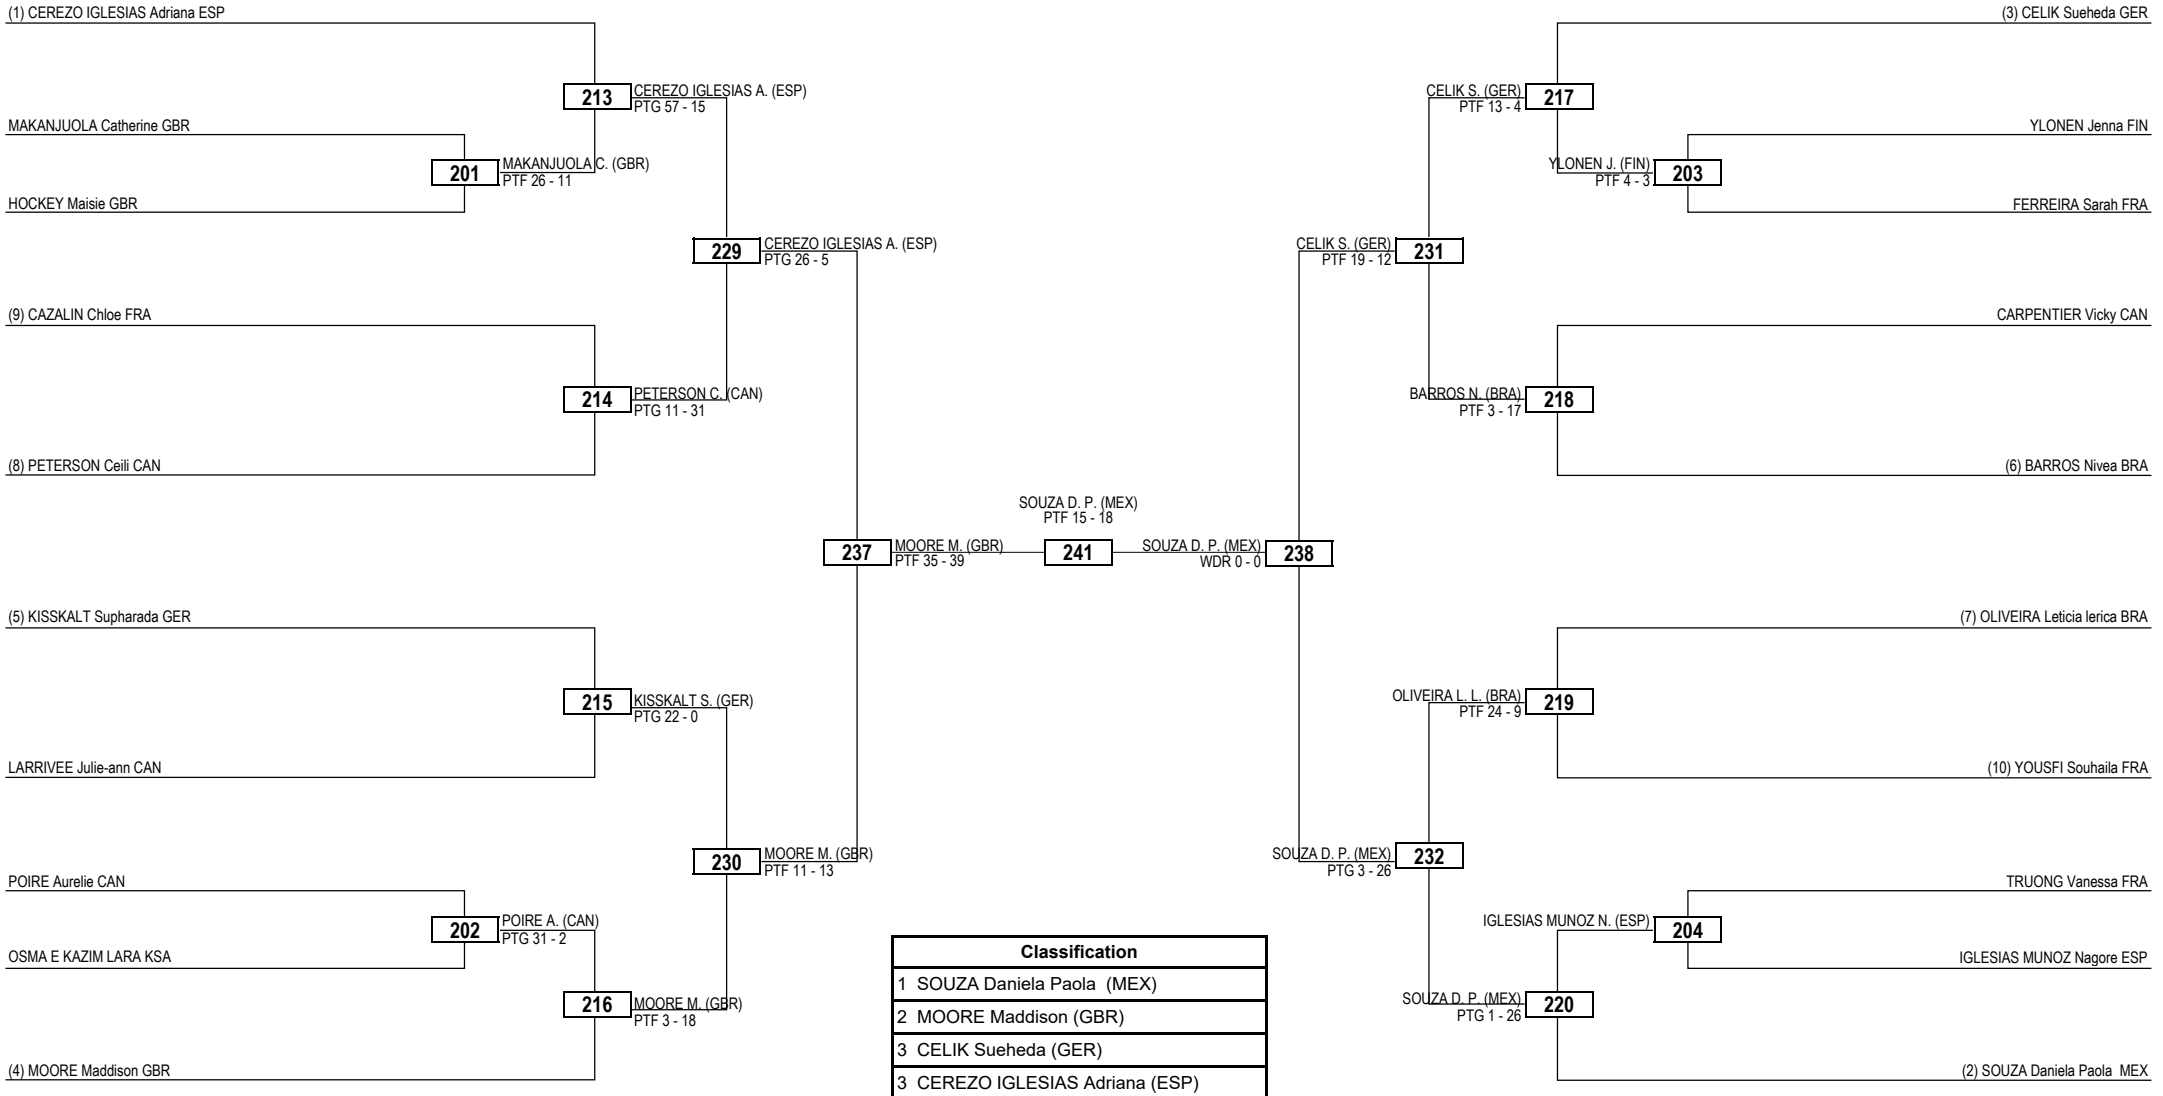 (1) CEREZO IGLESIAS Adriana ESP
(3) CELIK Sueheda GER
213
CEREZO IGLESIAS A. (ESP)
PTG 57 - 15
CELIK S. (GER)
PTF 13 - 4
217
MAKANJUOLA Catherine GBR
YLONEN Jenna FIN
201
MAKANJUOLA C. (GBR)
PTF 26 - 11
YLONEN J. (FIN)
PTF 4 - 3
203
HOCKEY Maisie GBR
FERREIRA Sarah FRA
229
CEREZO IGLESIAS A. (ESP)
PTG 26 - 5
CELIK S. (GER)
PTF 19 - 12
231
(9) CAZALIN Chloe FRA
CARPENTIER Vicky CAN
214
PETERSON C. (CAN)
PTG 11 - 31
BARROS N. (BRA)
PTF 3 - 17
218
(8) PETERSON Ceili CAN
(6) BARROS Nivea BRA
SOUZA D. P. (MEX)
PTF 15 - 18
237
MOORE M. (GBR)
PTF 35 - 39
241
SOUZA D. P. (MEX)
WDR 0 - 0
238
(5) KISSKALT Supharada GER
(7) OLIVEIRA Leticia Ierica BRA
215
KISSKALT S. (GER)
PTG 22 - 0
OLIVEIRA L. L. (BRA)
PTF 24 - 9
219
LARRIVEE Julie-ann CAN
(10) YOUSFI Souhaila FRA
230
MOORE M. (GBR)
PTF 11 - 13
SOUZA D. P. (MEX)
PTG 3 - 26
232
POIRE Aurelie CAN
TRUONG Vanessa FRA
202
POIRE A. (CAN)
PTG 31 - 2
IGLESIAS MUNOZ N. (ESP)
204
OSMA E KAZIM LARA KSA
IGLESIAS MUNOZ Nagore ESP
216
MOORE M. (GBR)
PTF 3 - 18
SOUZA D. P. (MEX)
PTG 1 - 26
220
(4) MOORE Maddison GBR
(2) SOUZA Daniela Paola MEX
Classification
1 SOUZA Daniela Paola (MEX)
2 MOORE Maddison (GBR)
3 CELIK Sueheda (GER)
3 CEREZO IGLESIAS Adriana (ESP)